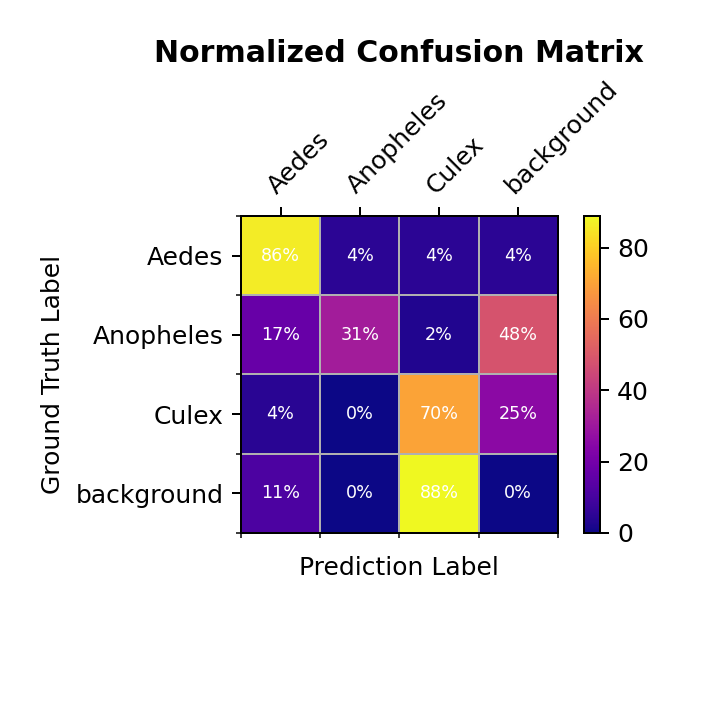 Normalized Confusion Matrix
Aedes Anopheles Culex background
Ground Truth Label
Aedes 86% 4% 4% 4%
Anopheles 17% 31% 2% 48%
Culex 4% 0% 70% 25%
background 11% 0% 88% 0%
Prediction Label
80
60
40
20
0